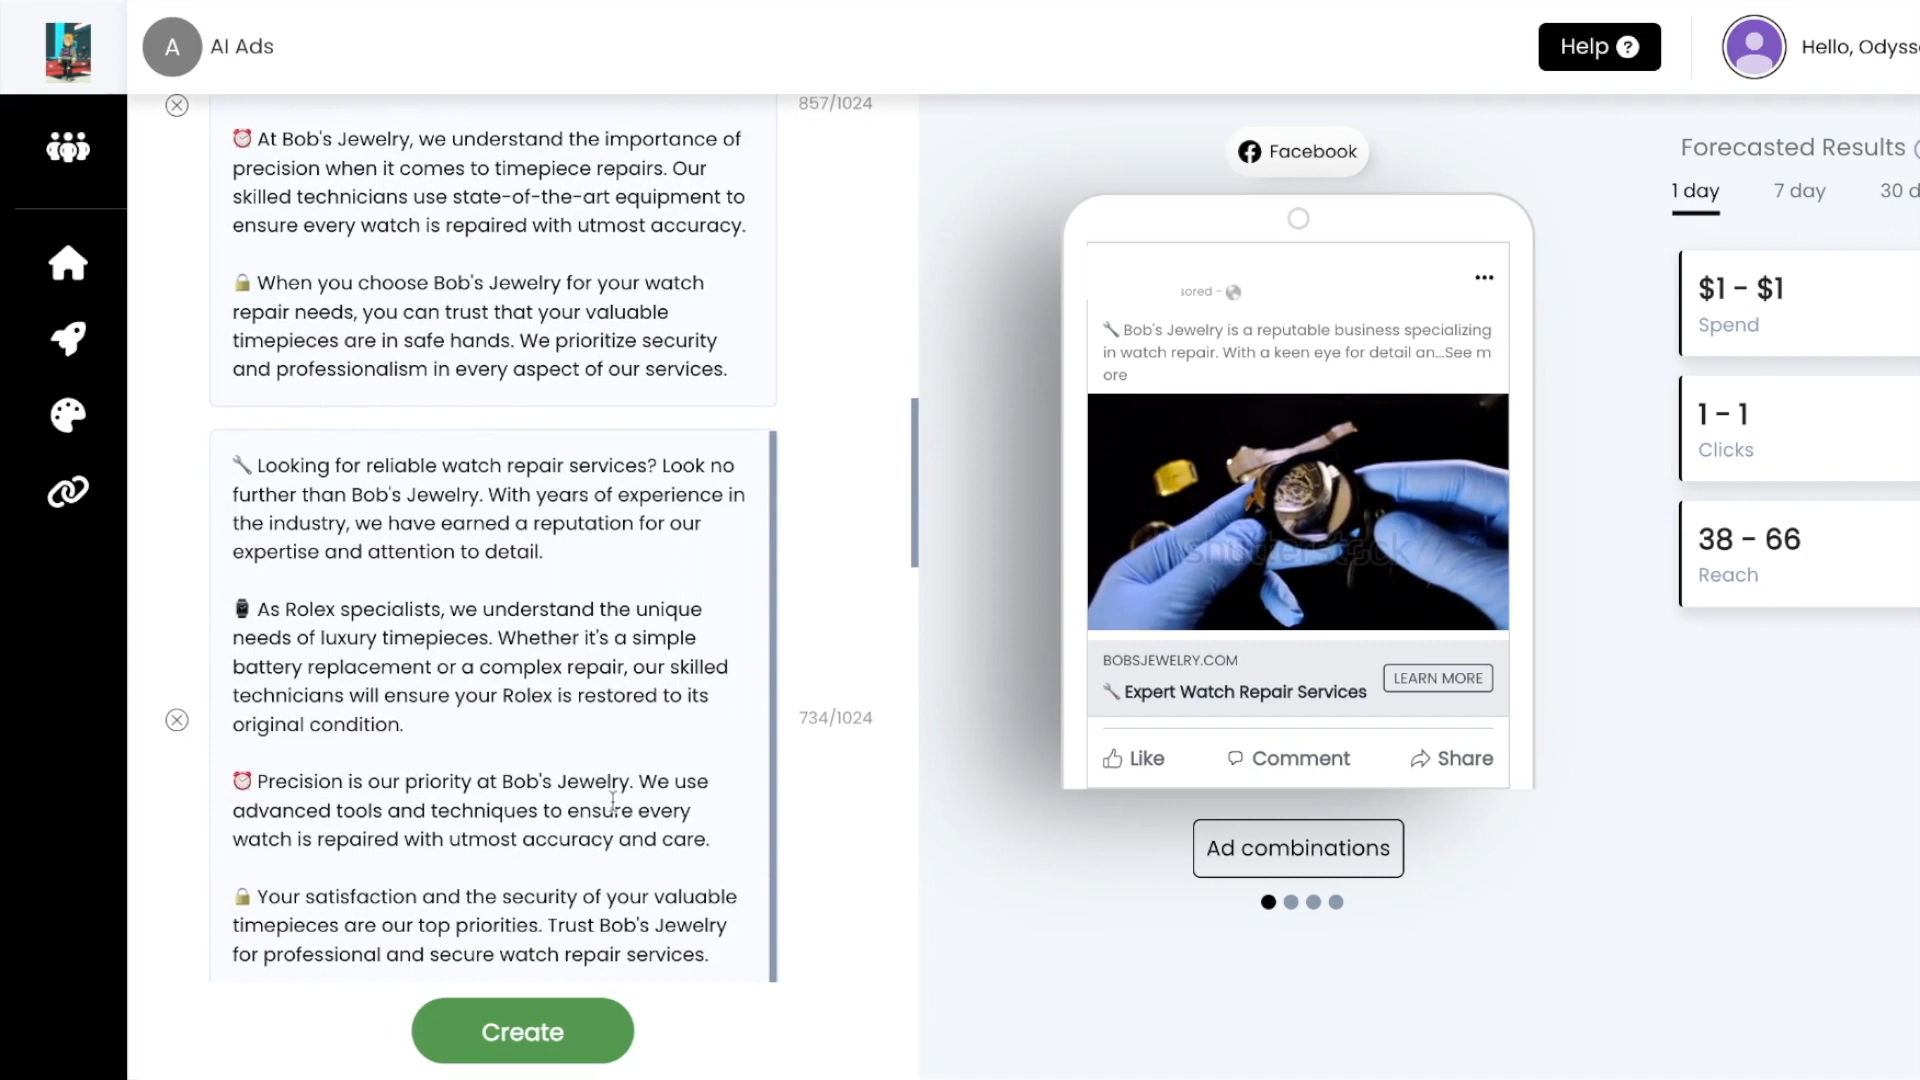 A AI Ads
Help ?
Hello, Odyss
857/1024
⏰ At Bob's Jewelry, we understand the importance of
precision when it comes to timepiece repairs. Our
skilled technicians use state-of-the-art equipment to
ensure every watch is repaired with utmost accuracy.
🔒 When you choose Bob's Jewelry for your watch
repair needs, you can trust that your valuable
timepieces are in safe hands. We prioritize security
and professionalism in every aspect of our services.
🔧 Looking for reliable watch repair services? Look no
further than Bob's Jewelry. With years of experience in
the industry, we have earned a reputation for our
expertise and attention to detail.
⌚ As Rolex specialists, we understand the unique
needs of luxury timepieces. Whether it's a simple
battery replacement or a complex repair, our skilled
technicians will ensure your Rolex is restored to its
original condition.
734/1024
⏰ Precision is our priority at Bob's Jewelry. We use
advanced tools and techniques to ensure every
watch is repaired with utmost accuracy and care.
🔒 Your satisfaction and the security of your valuable
timepieces are our top priorities. Trust Bob's Jewelry
for professional and secure watch repair services.
Create
Facebook
sored -
🔧 Bob's Jewelry is a reputable business specializing
in watch repair. With a keen eye for detail an...See m
ore
shutterstock
BOBSJEWELRY.COM
🔧 Expert Watch Repair Services
LEARN MORE
Like
Comment
Share
Ad combinations
Forecasted Results
1 day 7 day 30 d
$1 - $1
Spend
1 - 1
Clicks
38 - 66
Reach